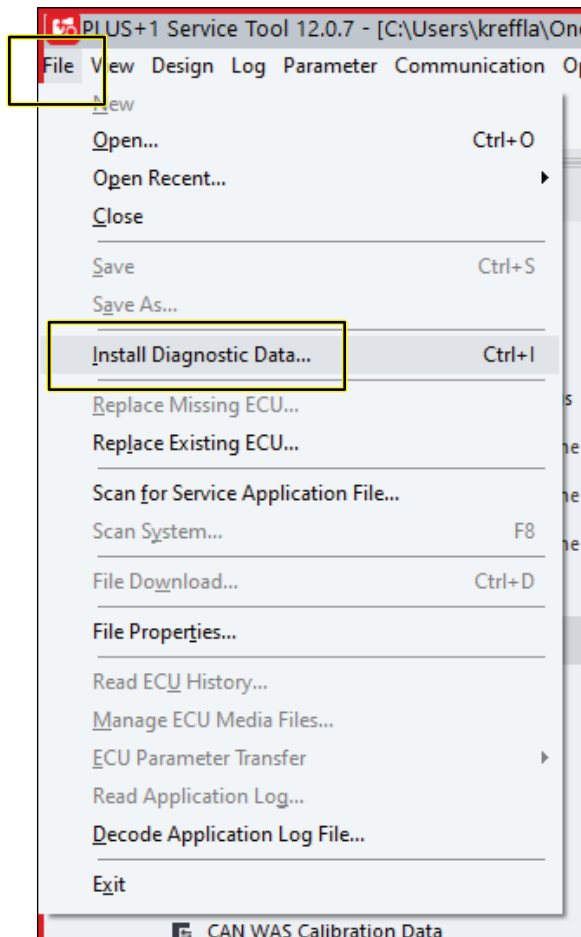 PLUS+1 Service Tool 12.0.7 - [C:\Users\kreffla\One
File View Design Log Parameter Communication Op
New
Open... Ctrl+O
Open Recent...
Close
Save Ctrl+S
Save As...
Install Diagnostic Data... Ctrl+I
Replace Missing ECU...
Replace Existing ECU...
Scan for Service Application File...
Scan System... F8
File Download... Ctrl+D
File Properties...
Read ECU History...
Manage ECU Media Files...
ECU Parameter Transfer
Read Application Log...
Decode Application Log File...
Exit
CAN WAS Calibration Data